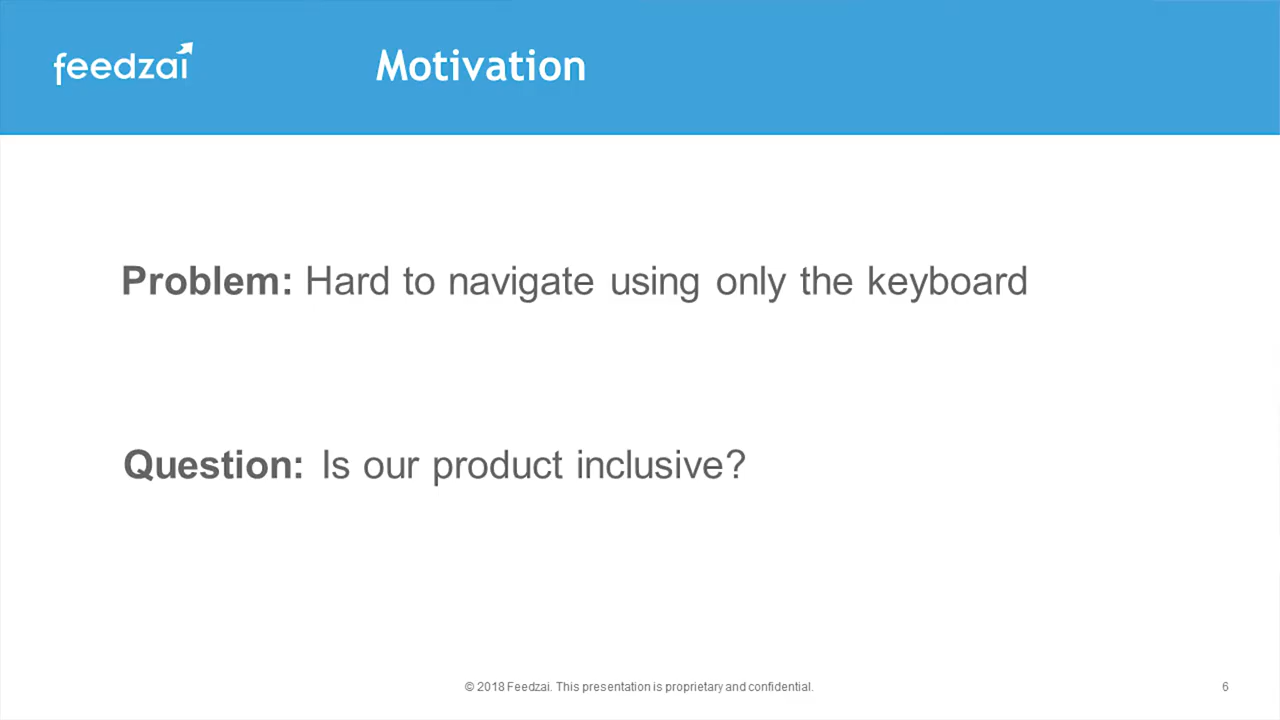 feedzai
Motivation
Problem: Hard to navigate using only the keyboard
Question: Is our product inclusive?
© 2018 Feedzai. This presentation is proprietary and confidential.
6